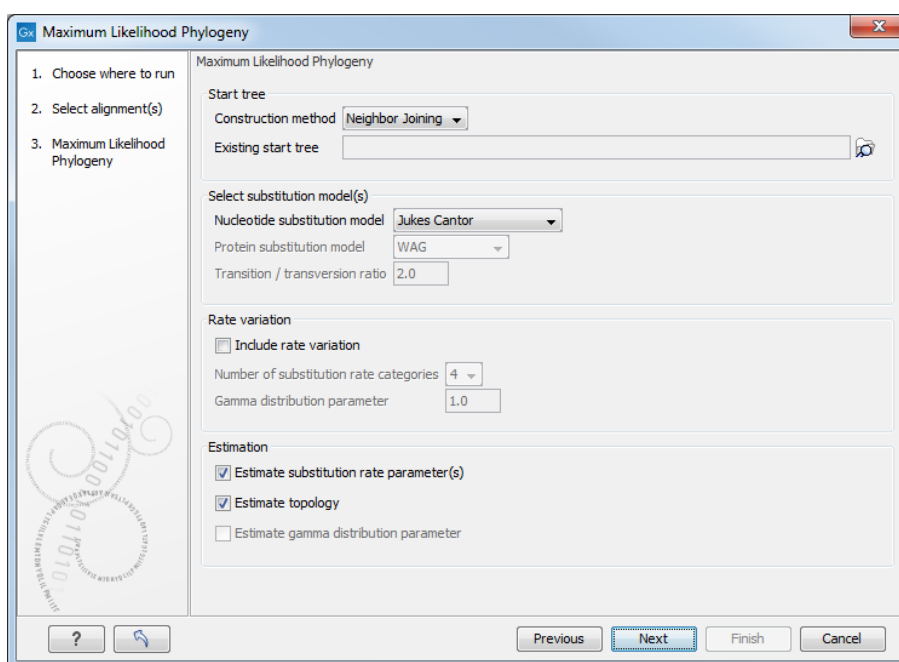 Gx Maximum Likelihood Phylogeny
1. Choose where to run
2. Select alignment(s)
3. Maximum Likelihood
Phylogeny
Maximum Likelihood Phylogeny
Start tree
Construction method Neighbor Joining
Existing start tree
Select substitution model(s)
Nucleotide substitution model Jukes Cantor
Protein substitution model WAG
Transition / transversion ratio 2.0
Rate variation
Include rate variation
Number of substitution rate categories 4
Gamma distribution parameter 1.0
Estimation
Estimate substitution rate parameter(s)
Estimate topology
Estimate gamma distribution parameter
? Previous Next Finish Cancel